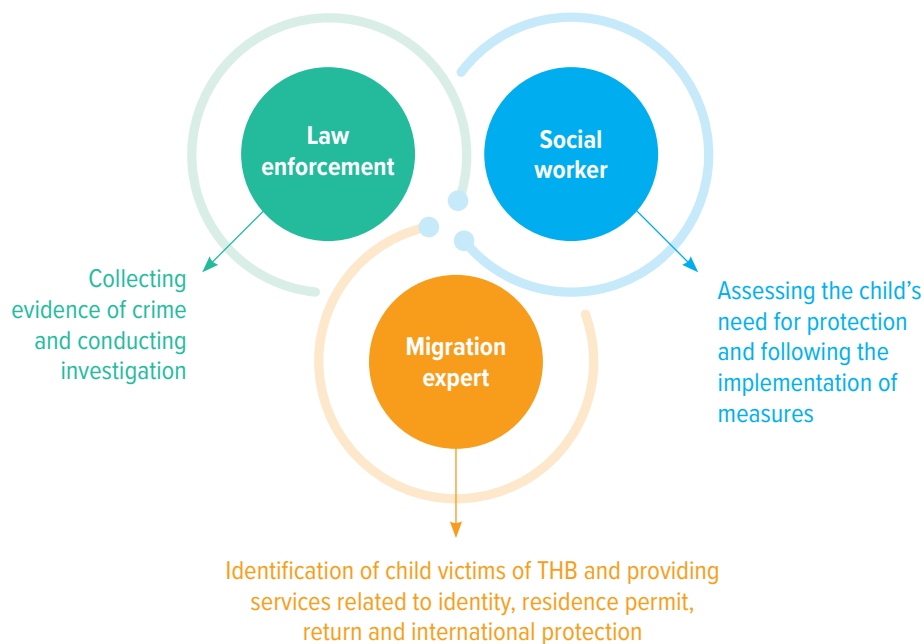 Law
enforcement
Social
worker
Collecting
evidence of crime
and conducting
investigation
Migration
expert
Assessing the child’s
need for protection
and following the
implementation of
measures
Identification of child victims of THB and providing
services related to identity, residence permit,
return and international protection